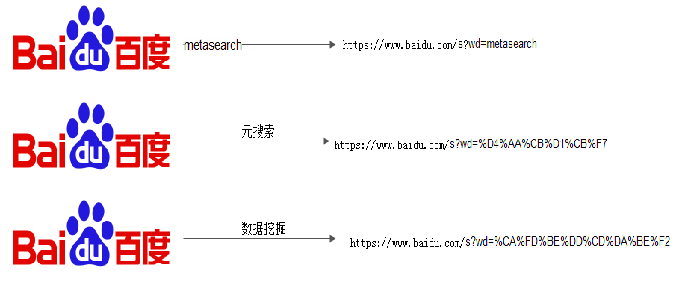 Bai du 百度 metasearch https://www.baidu.com/s?wd=metasearch
Bai du 百度 元搜索 https://www.baidu.com/s?wd=%D4%AA%CB%D1%CB%F7
Bai du 百度 数据挖掘 https://www.baidu.com/s?wd=%CA%FD%BE%DD%CD%DA%BE%F2